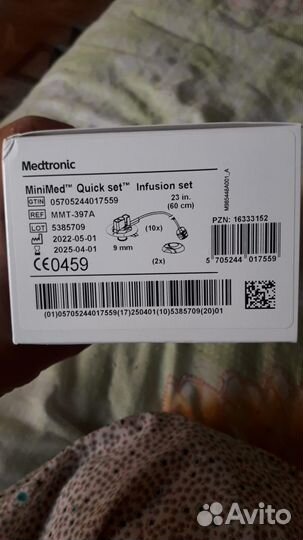 Medtronic
MiniMed™ Quick set™ Infusion set
GTIN 05705244017559
23 in.
(60 cm)
REF MMT-397A
LOT 5385709
(10x)
2022-05-01
2025-04-01
9 mm
(2x)
CE0459
M985448A001_A
PZN: 16333152
5 705244 017559
(01)05705244017559(17)250401(10)5385709(20)01
Avito